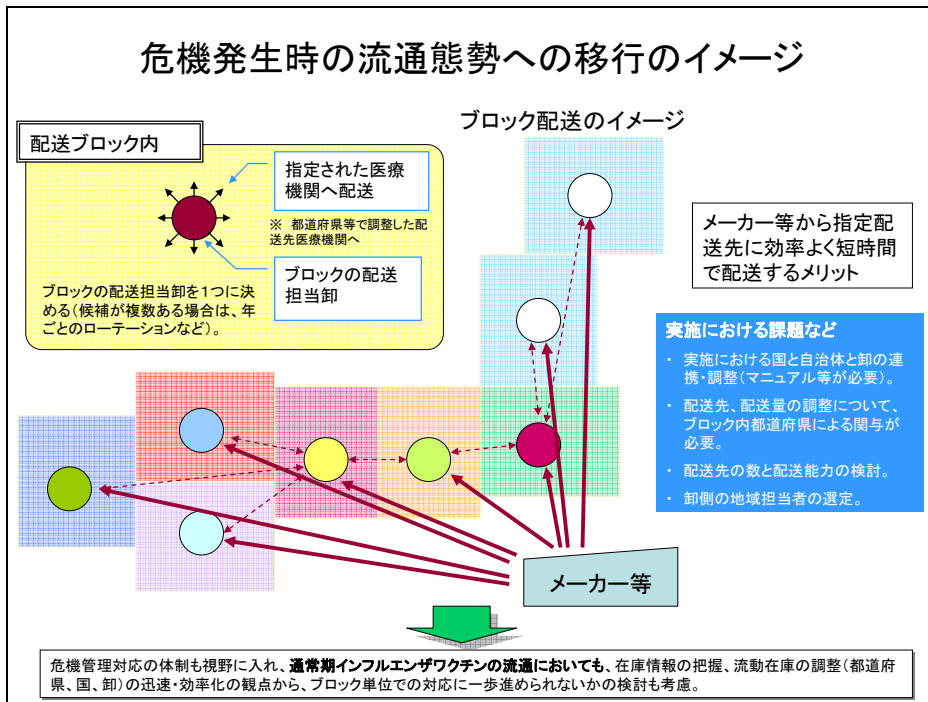 危機発生時の流通態勢への移行のイメージ
ブロック配送のイメージ
配送ブロック内
指定された医療
機関へ配送
※ 都道府県等で調整した配
送先医療機関へ
ブロックの配送
担当卸
ブロックの配送担当卸を1つに決
める(候補が複数ある場合は、年
ごとのローテーションなど)。
メーカー等から指定配
送先に効率よく短時間
で配送するメリット
実施における課題など
・ 実施における国と自治体と卸の連
携・調整(マニュアル等が必要)。
・ 配送先、配送量の調整について、
ブロック内都道府県による関与が
必要。
・ 配送先の数と配送能力の検討。
・ 卸側の地域担当者の選定。
メーカー等
危機管理対応の体制も視野に入れ、通常期インフルエンザワクチンの流通においても、在庫情報の把握、流動在庫の調整(都道府
県、国、卸)の迅速・効率化の観点から、ブロック単位での対応に一歩進められないかの検討も考慮。